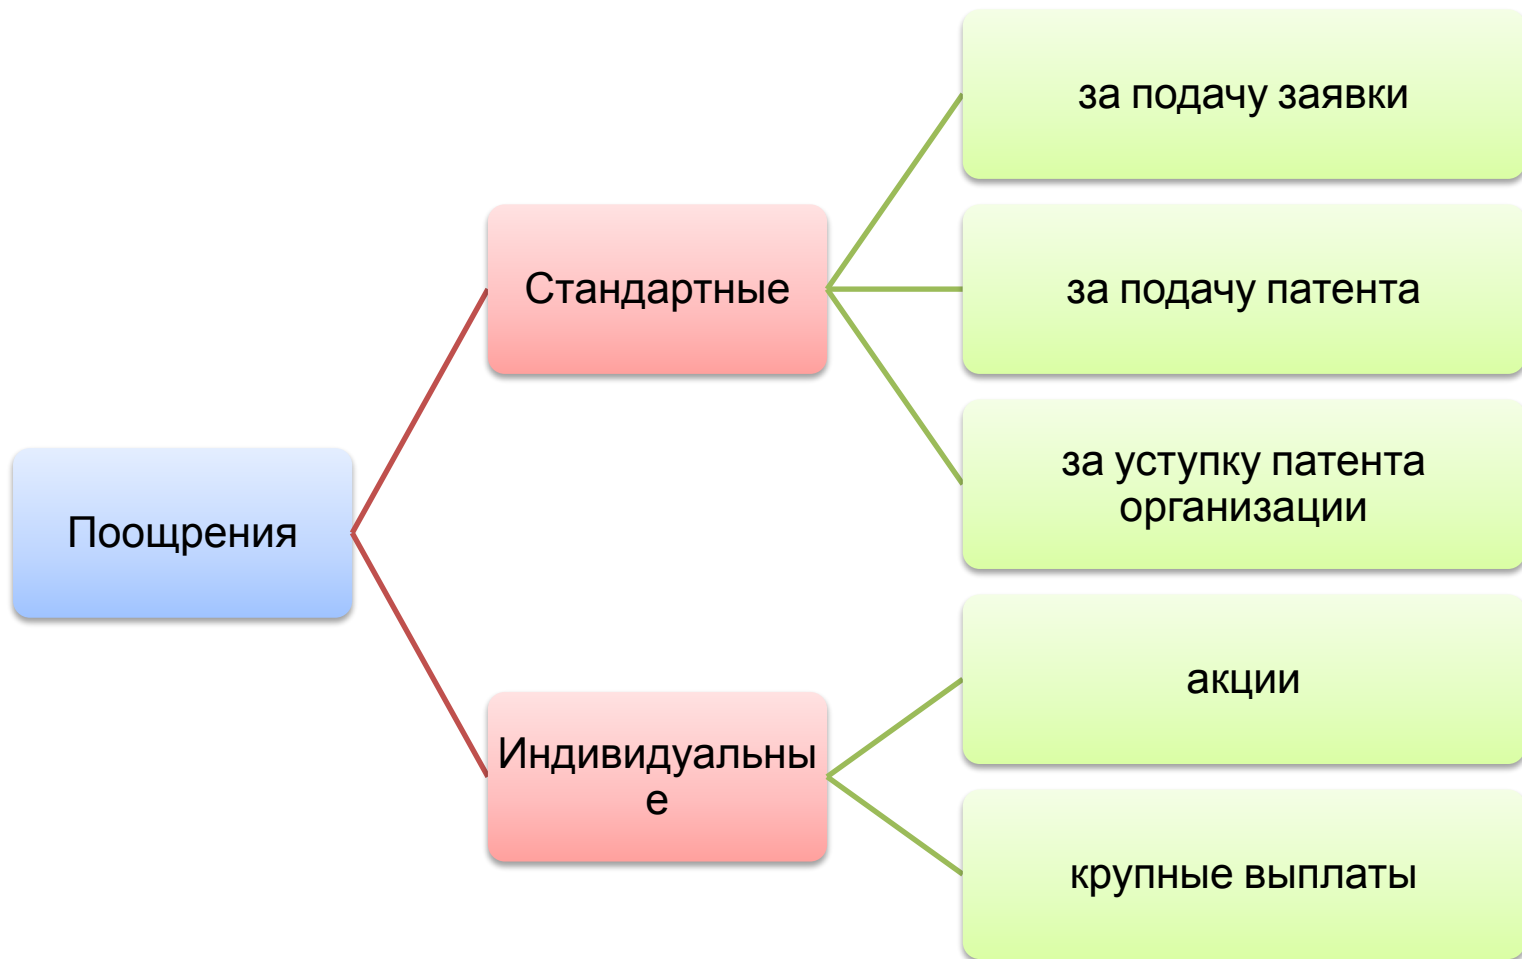 Поощрения
Стандартные
за подачу заявки
за подачу патента
за уступку патента
организации
Индивидуальны
е
акции
крупные выплаты